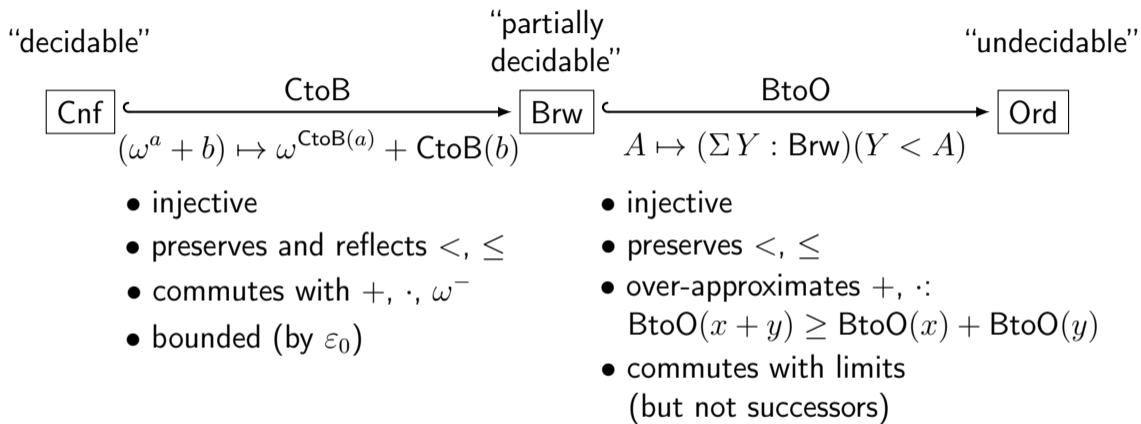 “decidable”
“partially
decidable”
“undecidable”
Cnf
CtoB
Brw
BtoO
Ord
(ω^a + b) ↦ ω^CtoB(a) + CtoB(b)
A ↦ (Σ Y : Brw)(Y < A)
• injective
• preserves and reflects <, ≤
• commutes with +, ·, ω^−
• bounded (by ε₀)
• injective
• preserves <, ≤
• over-approximates +, ·:
BtoO(x + y) ≥ BtoO(x) + BtoO(y)
• commutes with limits
(but not successors)